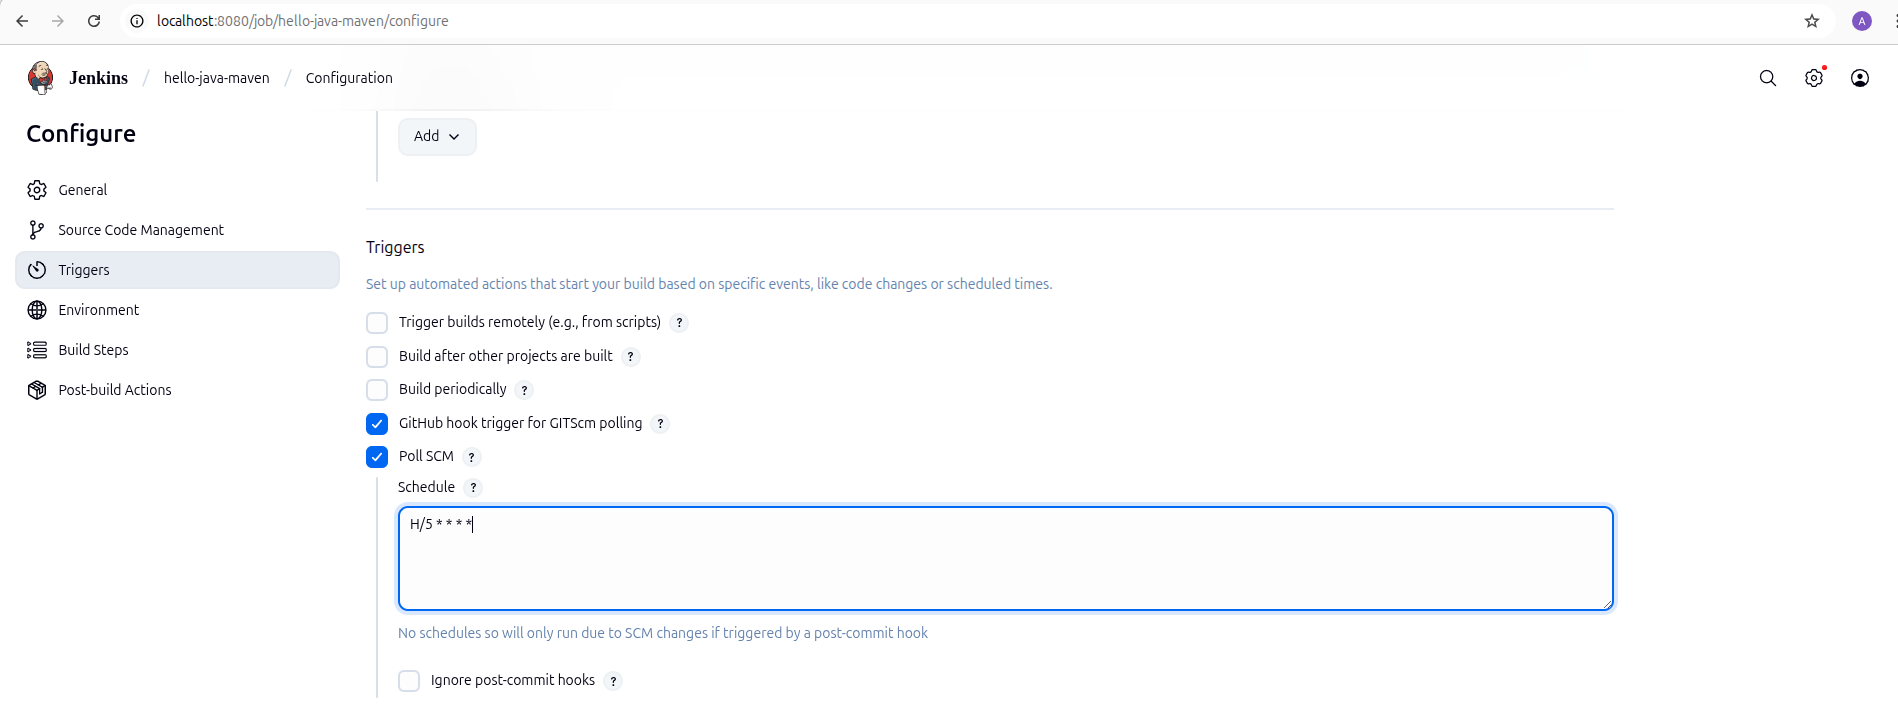 localhost:8080/job/hello-java-maven/configure
A
Jenkins / hello-java-maven / Configuration
Configure
General
Source Code Management
Triggers
Environment
Build Steps
Post-build Actions
Add
Triggers
Set up automated actions that start your build based on specific events, like code changes or scheduled times.
Trigger builds remotely (e.g., from scripts) ?
Build after other projects are built ?
Build periodically ?
GitHub hook trigger for GITScm polling ?
Poll SCM ?
Schedule ?
H/5 * * * *
No schedules so will only run due to SCM changes if triggered by a post-commit hook
Ignore post-commit hooks ?